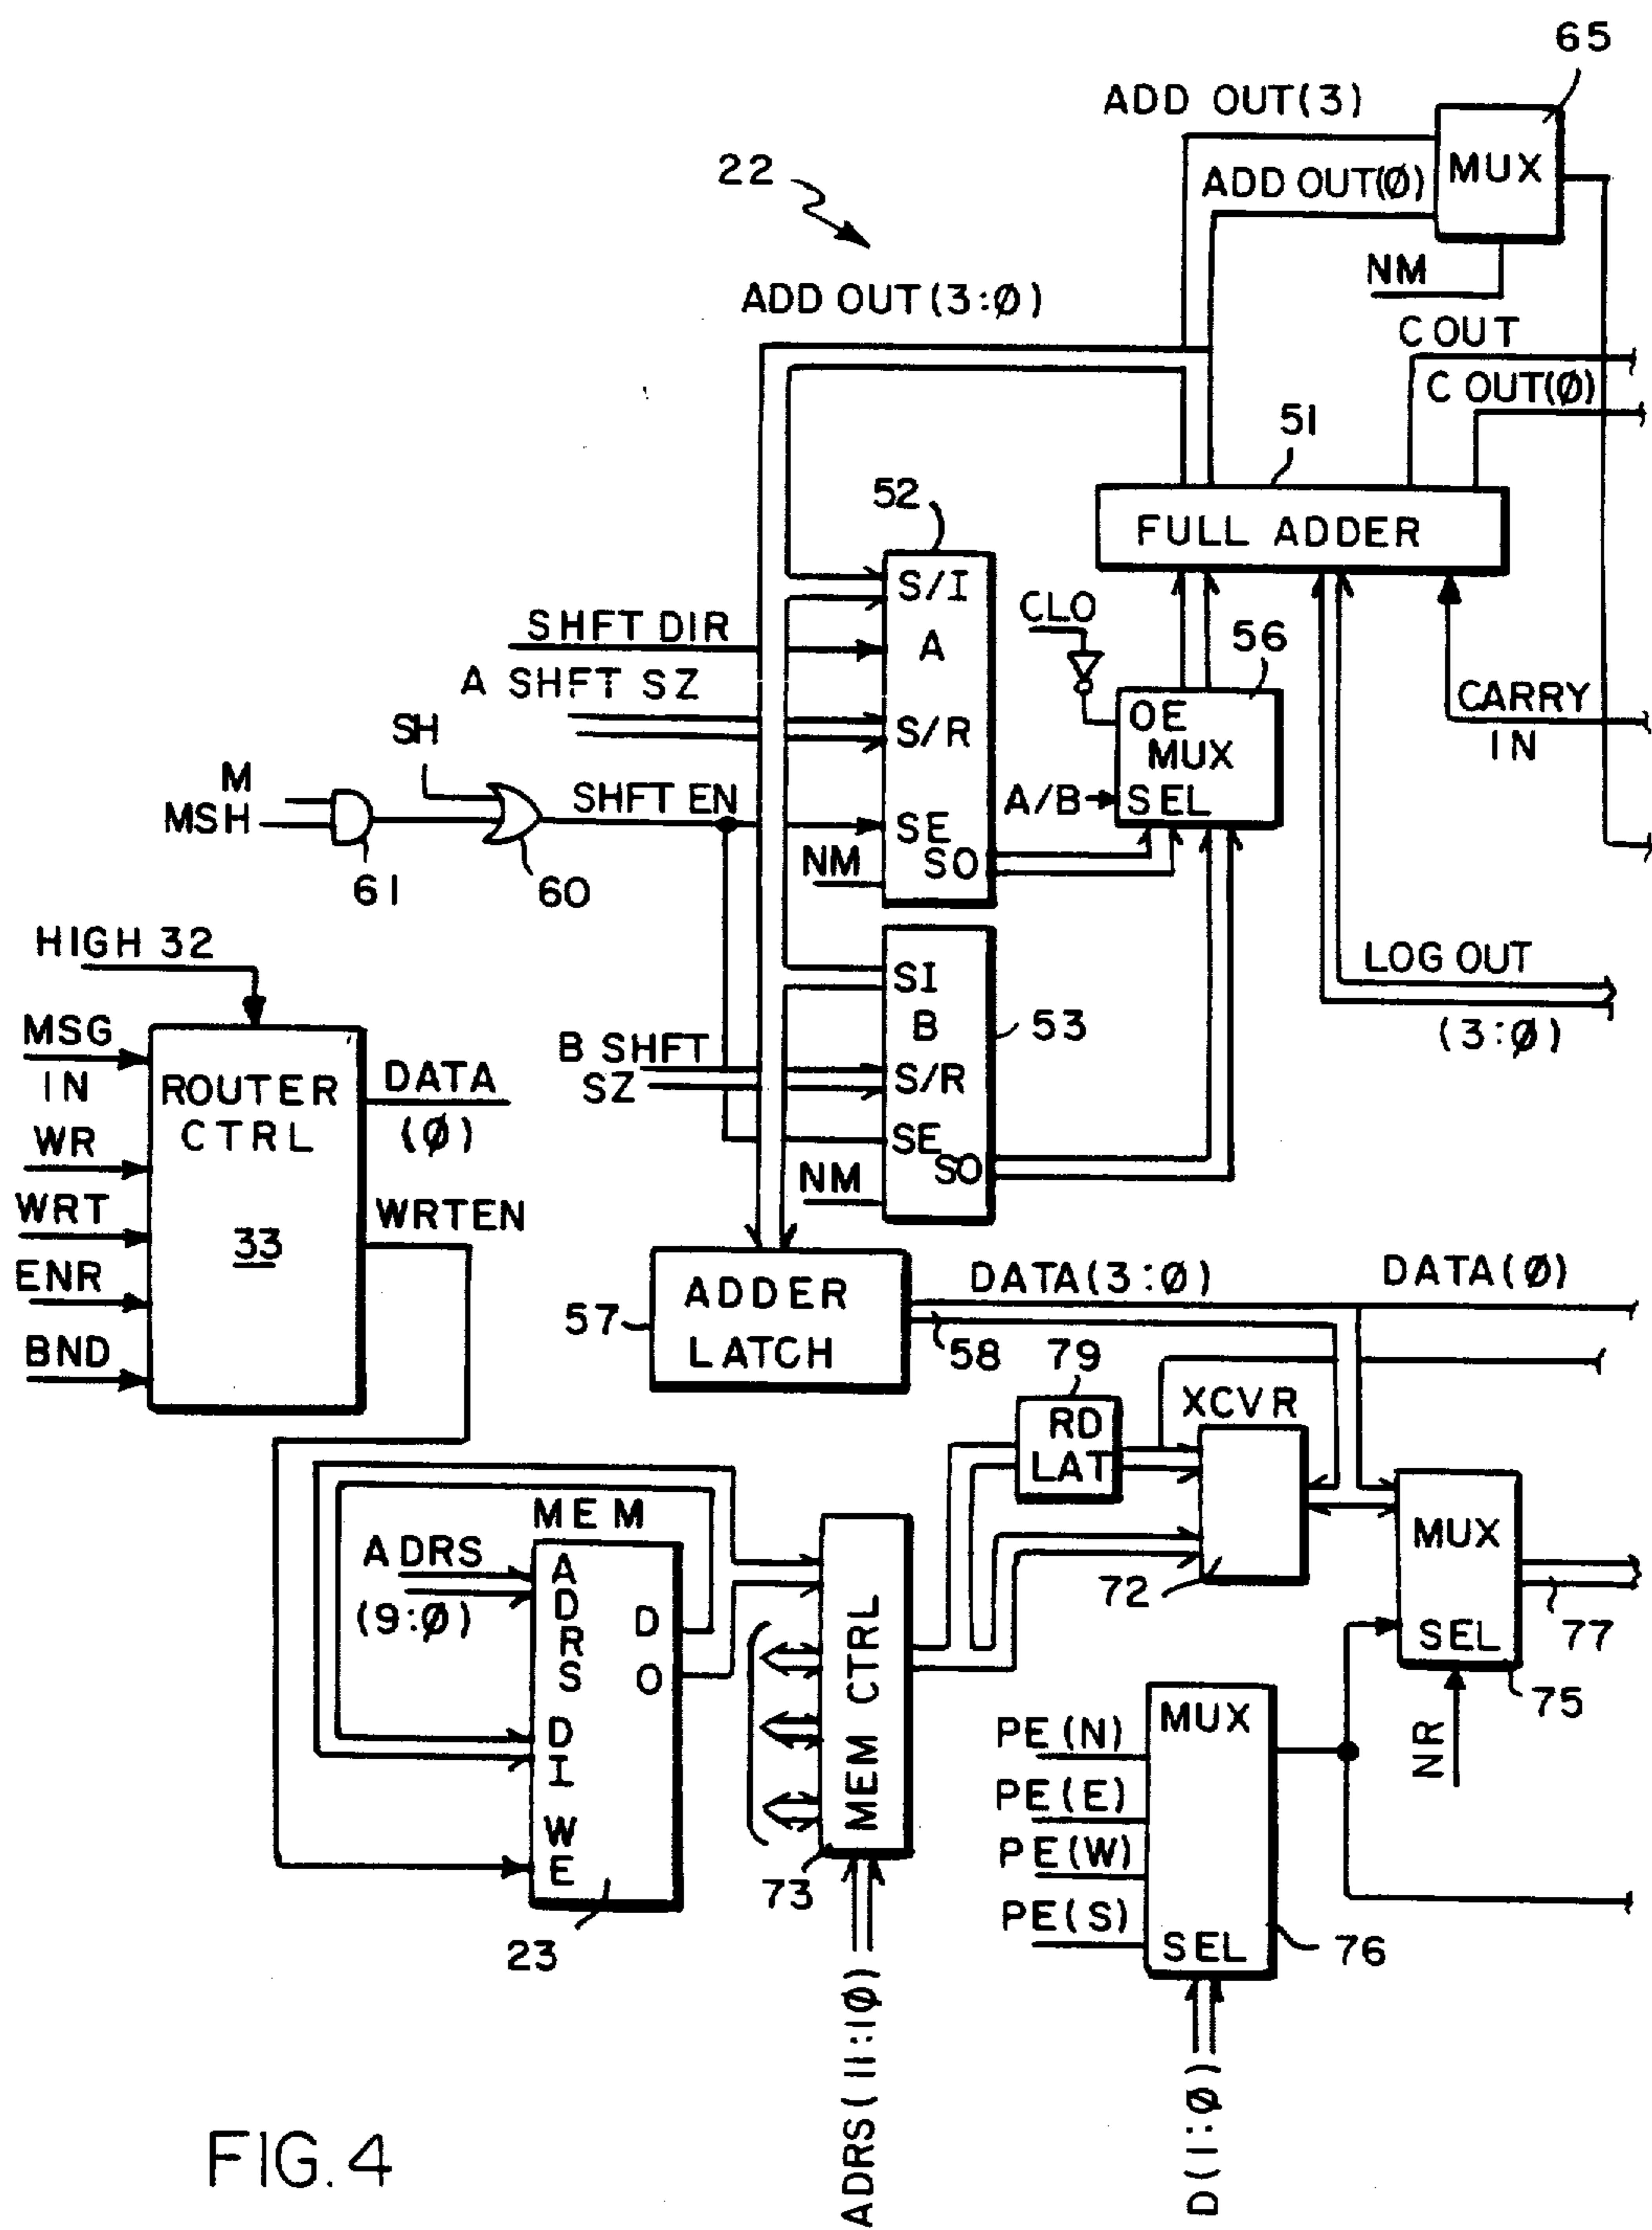 65
ADD OUT(3)
MUX
22
ADD OUT(Ø)
NM
ADD OUT(3:Ø)
C OUT
C OUT(Ø)
51
52
FULL ADDER
S/I
CLO
SHFT DIR
A
56
A SHFT SZ
OE
CARRY
IN
SH
S/R
MUX
M
MSH
SHFT EN
A/B
SEL
SE
SO
NM
61
60
HIGH 32
SI
LOG OUT
(3:Ø)
MSG
IN
B
53
ROUTER
CTRL
DATA
(Ø)
B SHFT
SZ
S/R
WR
SE
SO
NM
WRT
WRTEN
33
ENR
ADDER
LATCH
DATA(3:Ø)
DATA(Ø)
57
58
BND
79
RD
LAT
XCVR
MEM
ADRS
(9:Ø)
ADRS
DO
DI
WE
MEM CTRL
72
MUX
SEL
77
75
NR
MUX
PE(N)
PE(E)
PE(W)
PE(S)
SEL
76
73
23
ADRS(11:1Ø)
D(1:Ø)
FIG. 4